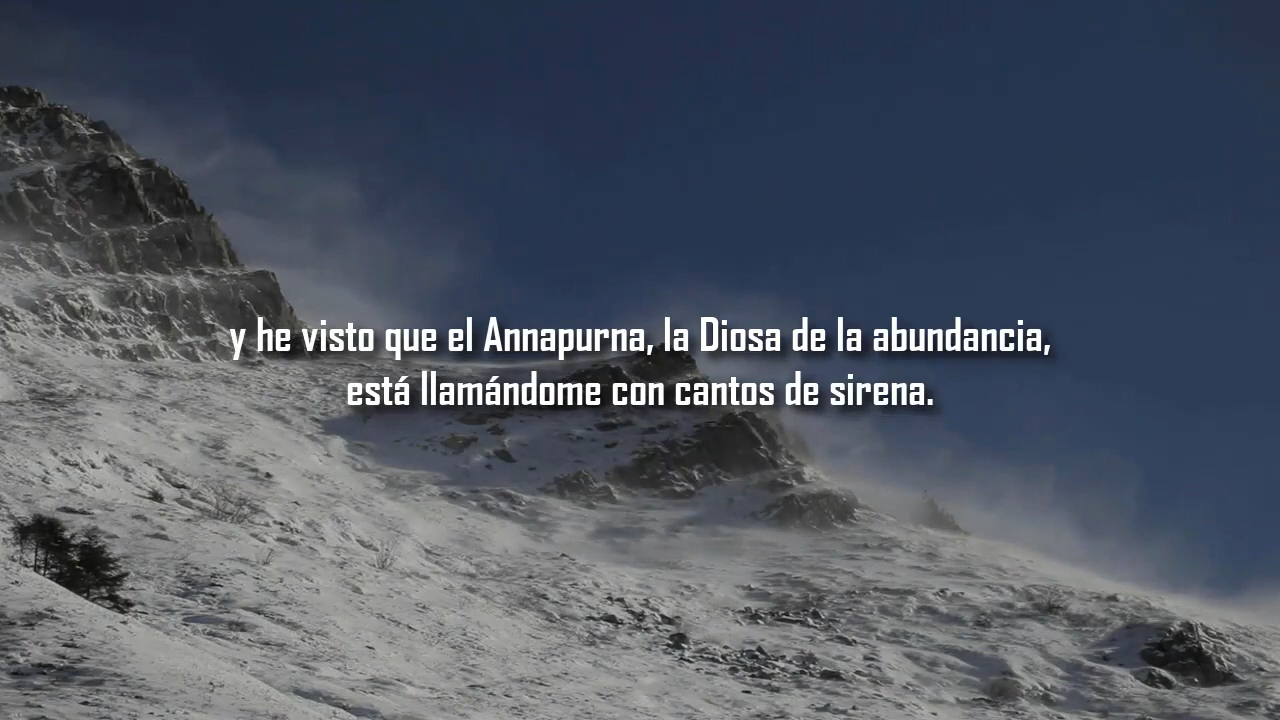 y he visto que el Annapurna, la Diosa de la abundancia,
está llamándome con cantos de sirena.